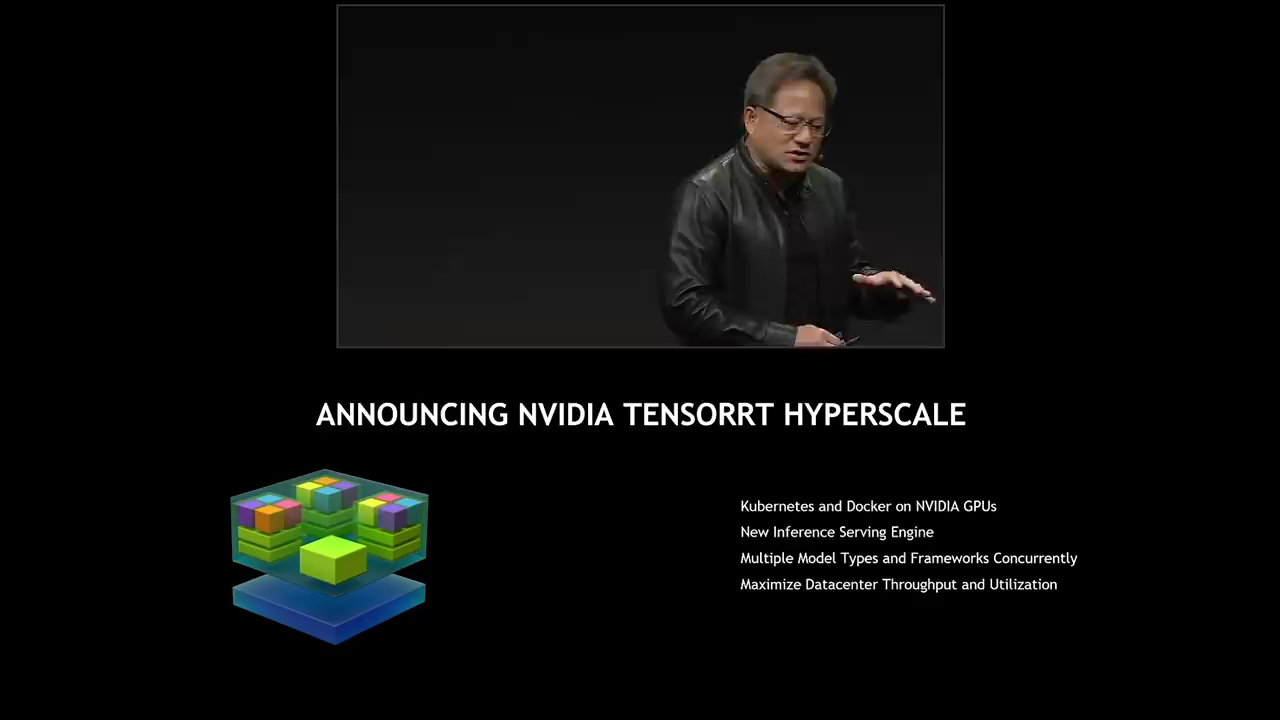 ANNOUNCING NVIDIA TENSORRT HYPERSCALE
Kubernetes and Docker on NVIDIA GPUs
New Inference Serving Engine
Multiple Model Types and Frameworks Concurrently
Maximize Datacenter Throughput and Utilization